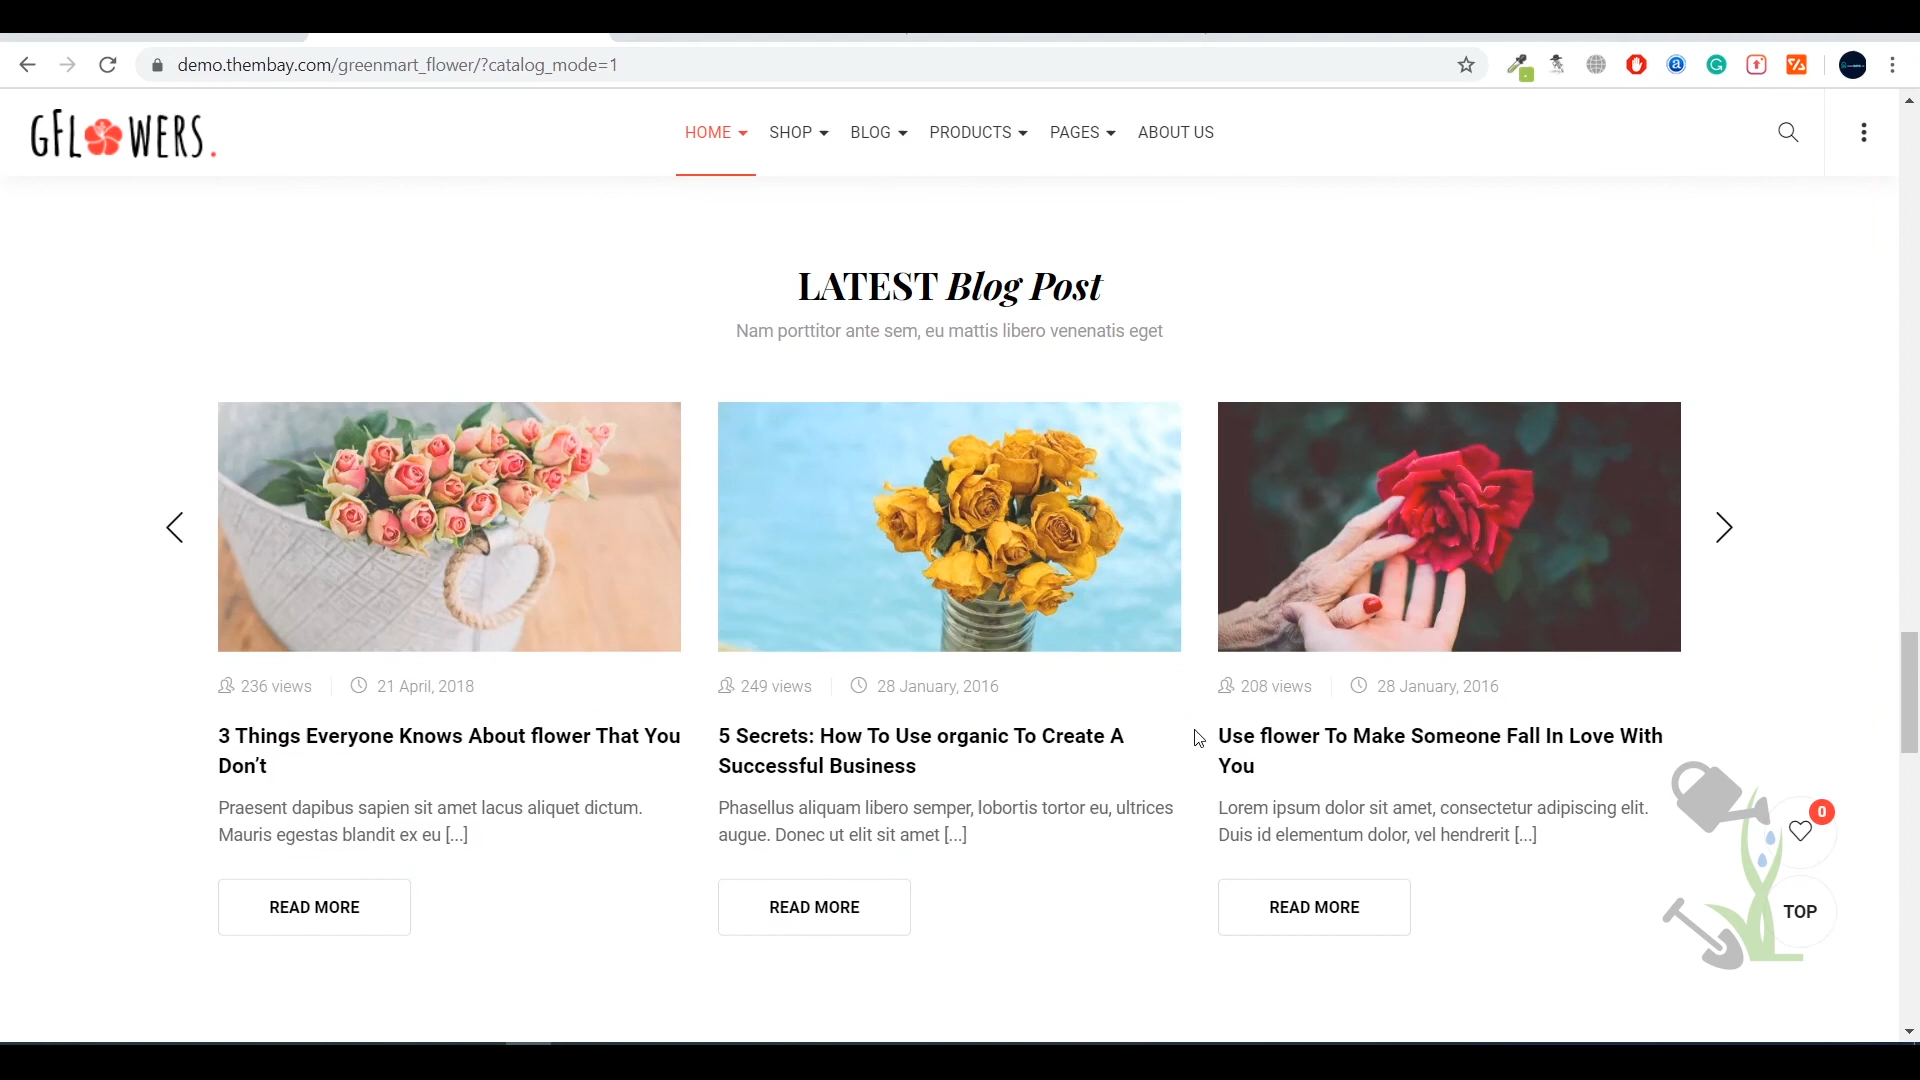 demo.thembay.com/greenmart_flower/?catalog_mode=1
GFLOWERS.
HOME SHOP BLOG PRODUCTS PAGES ABOUT US
LATEST Blog Post
Nam porttitor ante sem, eu mattis libero venenatis eget
236 views 21 April, 2018
3 Things Everyone Knows About flower That You
Don’t
Praesent dapibus sapien sit amet lacus aliquet dictum.
Mauris egestas blandit ex eu [...]
READ MORE
249 views 28 January, 2016
5 Secrets: How To Use organic To Create A
Successful Business
Phasellus aliquam libero semper, lobortis tortor eu, ultrices
augue. Donec ut elit sit amet [...]
READ MORE
208 views 28 January, 2016
Use flower To Make Someone Fall In Love With
You
Lorem ipsum dolor sit amet, consectetur adipiscing elit.
Duis id elementum dolor, vel hendrerit [...]
READ MORE
0
TOP